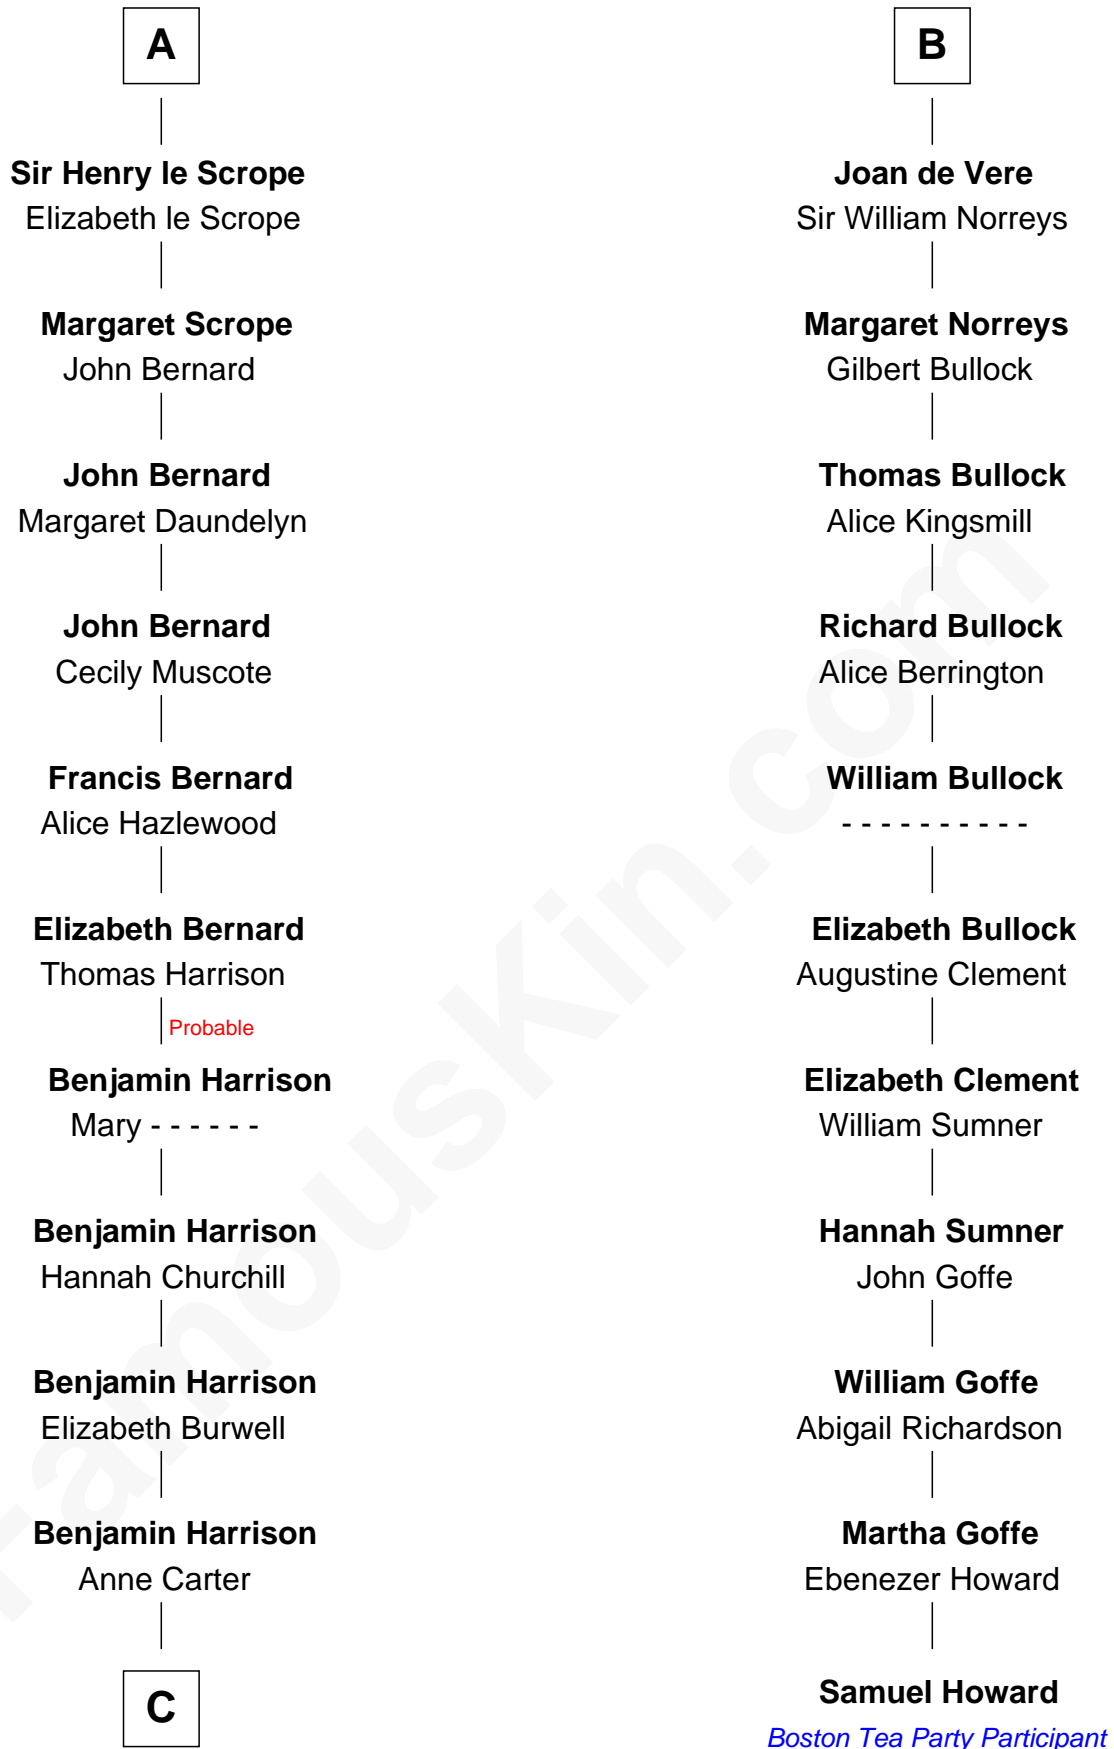 A
Sir Henry le Scrope
Elizabeth le Scrope
Margaret Scrope
John Bernard
John Bernard
Margaret Daundelyn
John Bernard
Cecily Muscote
Francis Bernard
Alice Hazlewood
Elizabeth Bernard
Thomas Harrison
Probable
Benjamin Harrison
Mary - - - - - -
Benjamin Harrison
Hannah Churchill
Benjamin Harrison
Elizabeth Burwell
Benjamin Harrison
Anne Carter
C
B
Joan de Vere
Sir William Norreys
Margaret Norreys
Gilbert Bullock
Thomas Bullock
Alice Kingsmill
Richard Bullock
Alice Berrington
William Bullock
- - - - - - - - - -
Elizabeth Bullock
Augustine Clement
Elizabeth Clement
William Sumner
Hannah Sumner
John Goffe
William Goffe
Abigail Richardson
Martha Goffe
Ebenezer Howard
Samuel Howard
Boston Tea Party Participant
FamousKin.com